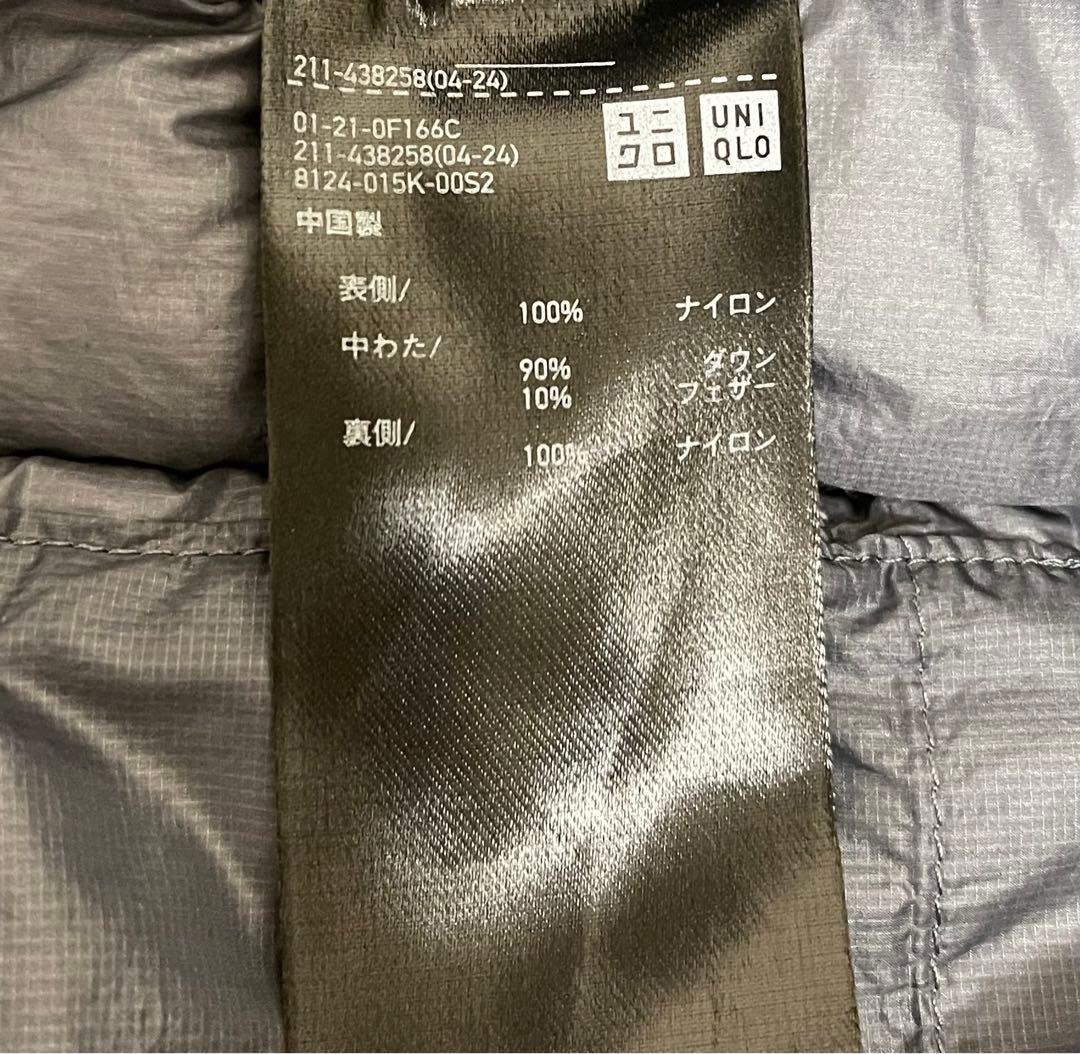 211-438258(04-24)
01-21-0F166C
211-438258(04-24)
8124-015K-00S2
ユニ
クロ
UNI
QLO
中国製
表側/
100% ナイロン
中わた/
90% ダウン
10% フェザー
裏側/
100% ナイロン